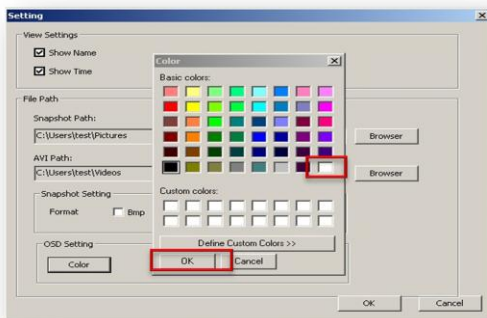 Setting
View Settings
Show Name
Show Time
File Path
Snapshot Path:
C:\Users\test\Pictures
Browser
AVI Path:
C:\Users\test\Videos
Browser
Snapshot Setting
Format
Bmp
OSD Setting
Color
OK
Cancel
Color
Basic colors:
Custom colors:
Define Custom Colors >>
OK
Cancel